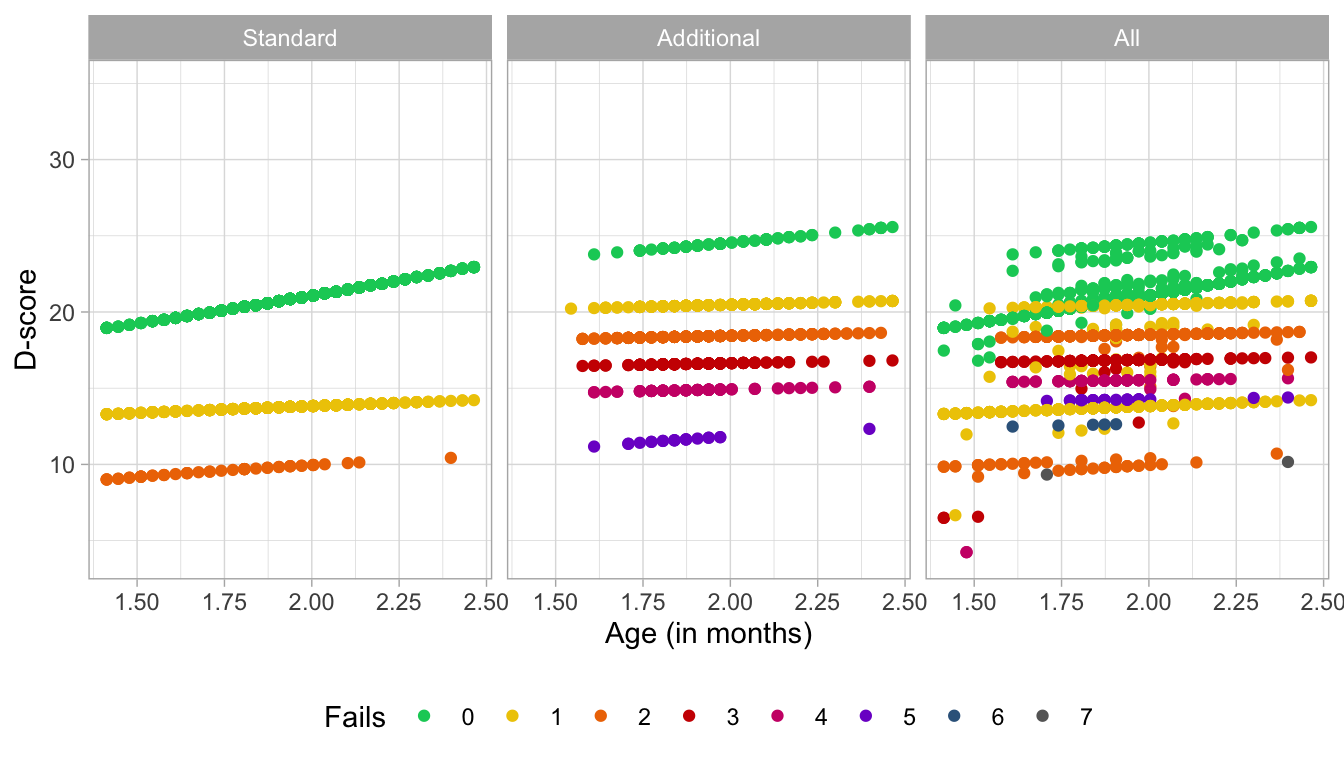 Standard Additional All
D-score
30
20
10
1.50 1.75 2.00 2.25 2.50 1.50 1.75 2.00 2.25 2.50 1.50 1.75 2.00 2.25 2.50
Age (in months)
Fails 0 1 2 3 4 5 6 7